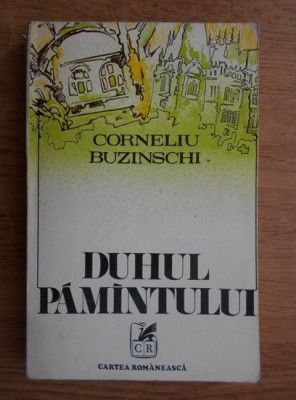 CORNELIU
BUZINSCHI
DUHUL
PĂMÎNTULUI
CR
CARTEA ROMÂNEASCĂ